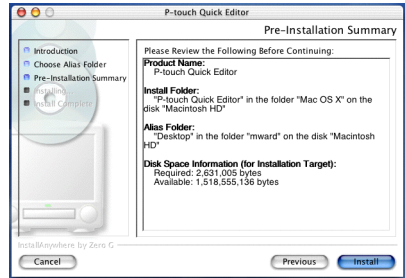 P-touch Quick Editor
Pre-Installation Summary
Introduction
Choose Alias Folder
Pre-Installation Summary
Installing...
Install Complete
Please Review the Following Before Continuing:
Product Name:
P-touch Quick Editor
Install Folder:
"P-touch Quick Editor" in the folder "Mac OS X" on the
disk "Macintosh HD"
Alias Folder:
"Desktop" in the folder "mward" on the disk "Macintosh
HD"
Disk Space Information (for Installation Target):
Required: 2,631,005 bytes
Available: 1,518,555,136 bytes
InstallAnywhere by Zero G
Cancel
Previous
Install